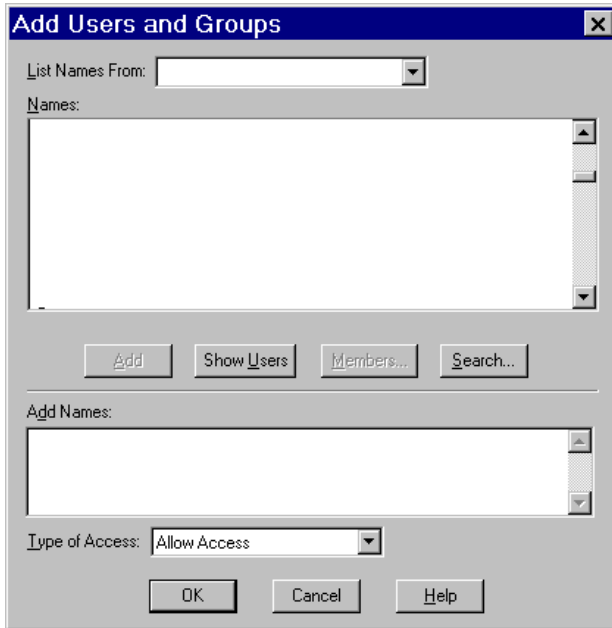 Add Users and Groups
List Names From:
Names:
Add Show Users Members... Search...
Add Names:
Type of Access: Allow Access
OK Cancel Help